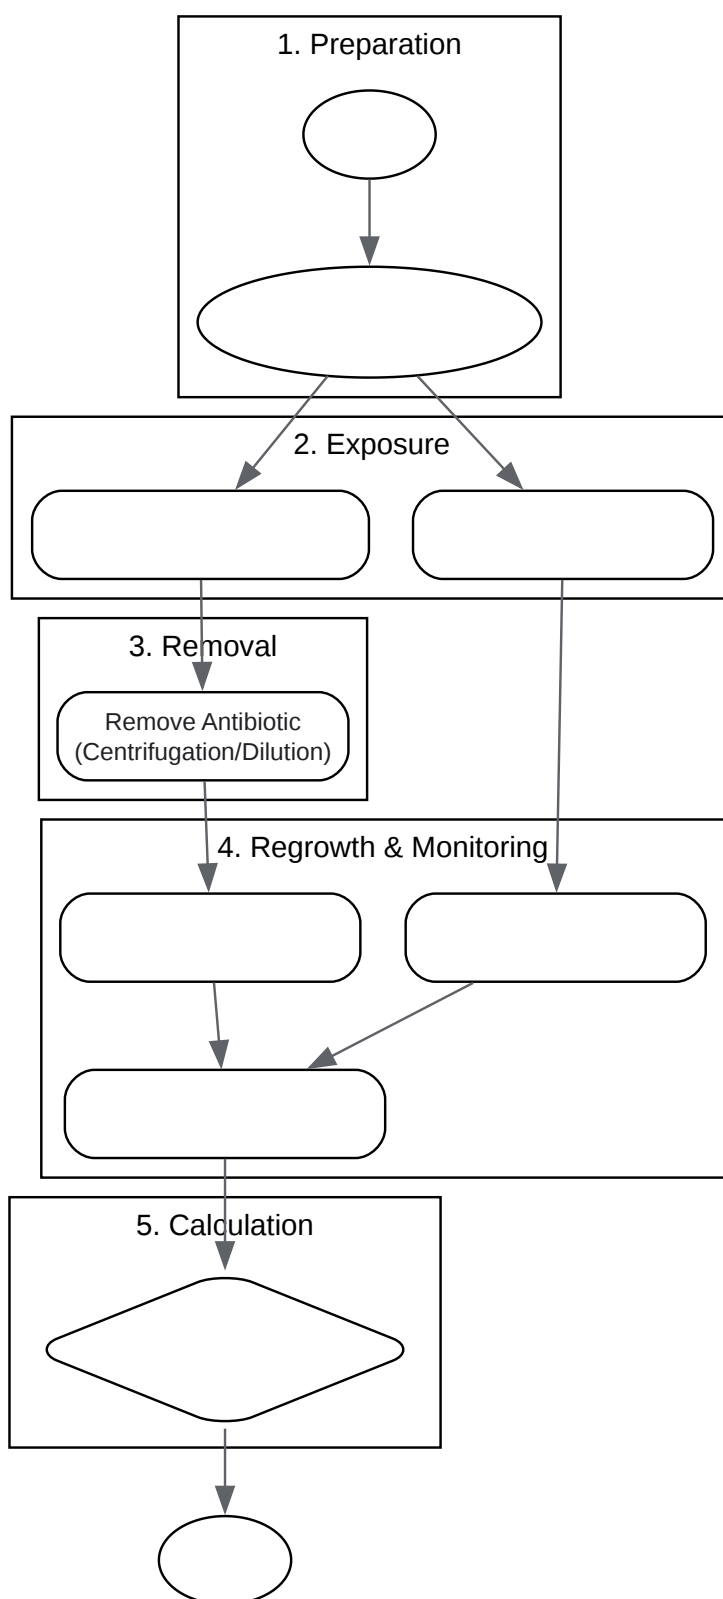 1. Preparation
2. Exposure
3. Removal
Remove Antibiotic
(Centrifugation/Dilution)
4. Regrowth & Monitoring
5. Calculation